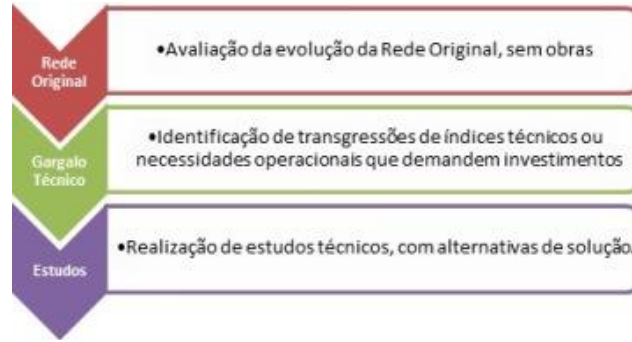 Rede
Original
•Avaliação da evolução da Rede Original, sem obras
Gargalo
Técnico
•Identificação de transgressões de índices técnicos ou
necessidades operacionais que demandem investimentos
Estudos
•Realização de estudos técnicos, com alternativas de solução.